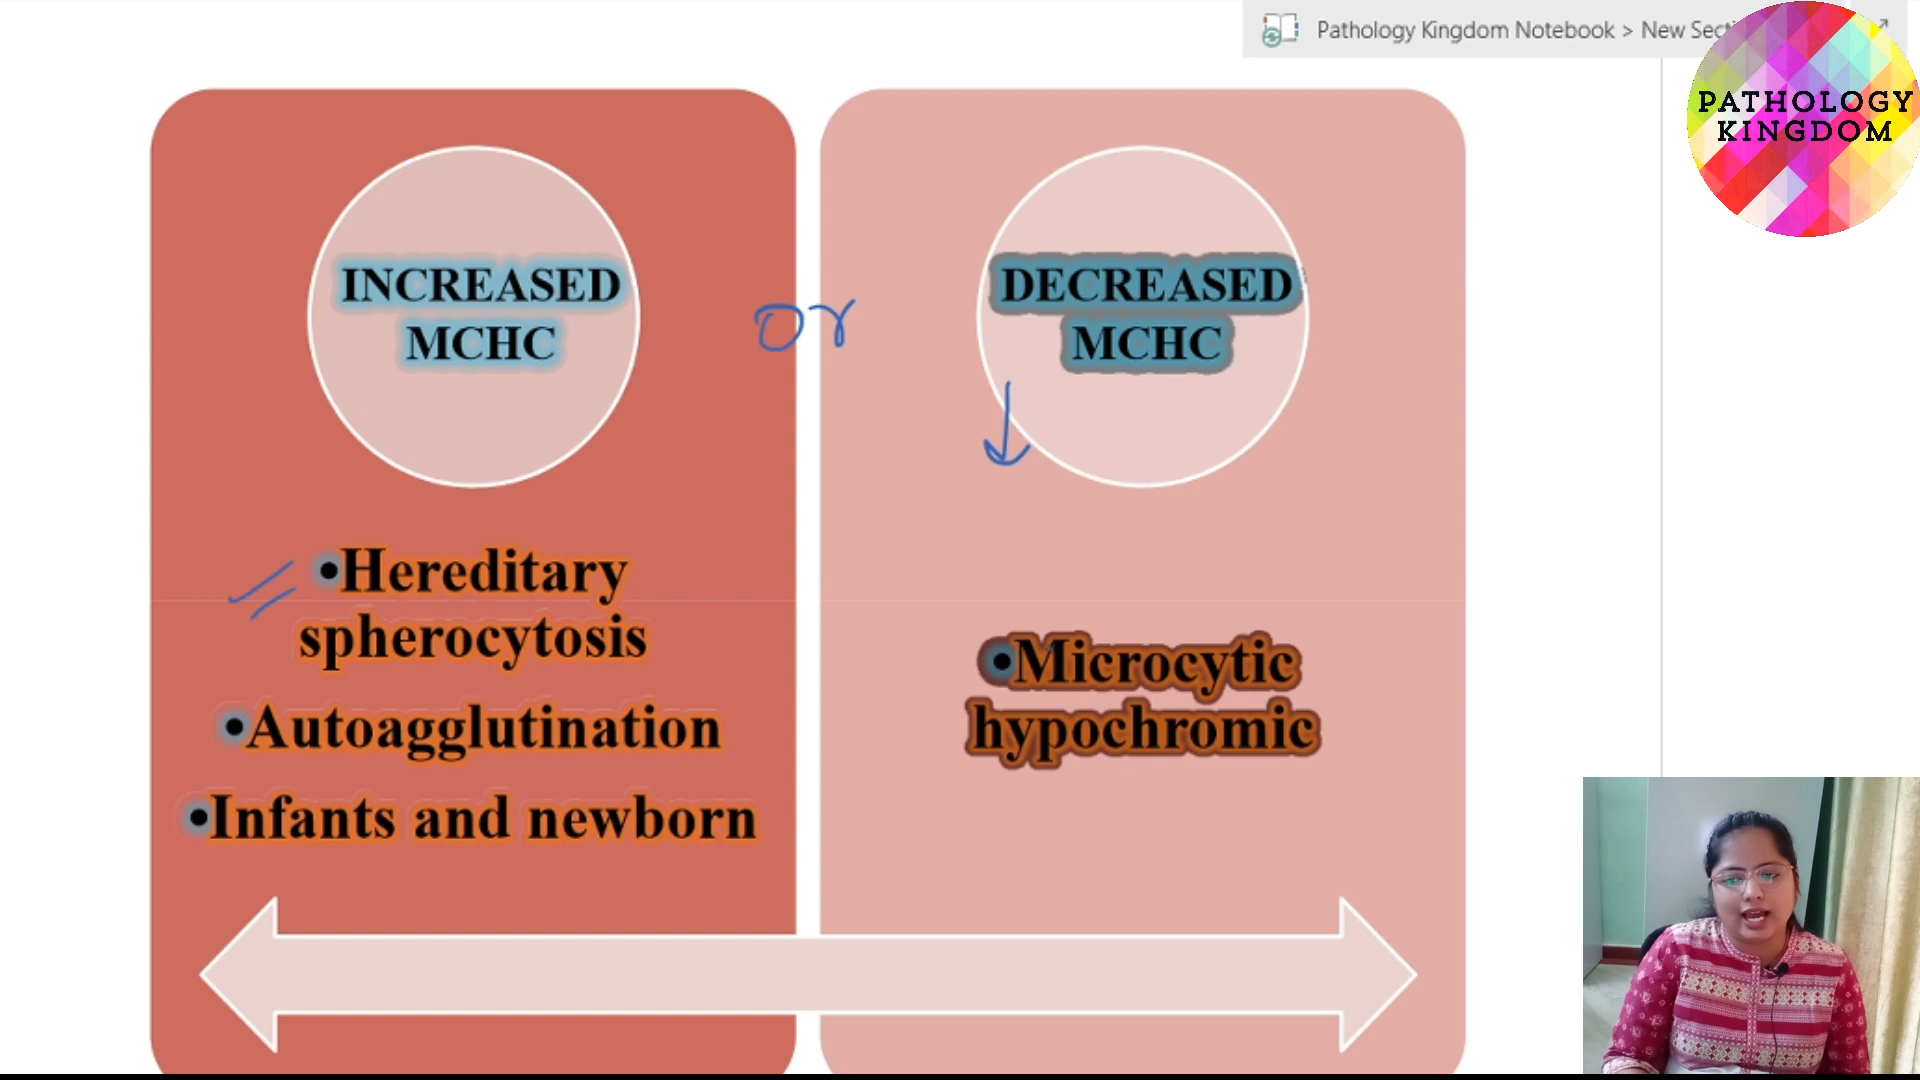 Pathology Kingdom Notebook > New Sec
PATHOLOGY
KINGDOM
INCREASED
MCHC
or
DECREASED
MCHC
•Hereditary
spherocytosis
•Autoagglutination
•Infants and newborn
•Microcytic
hypochromic